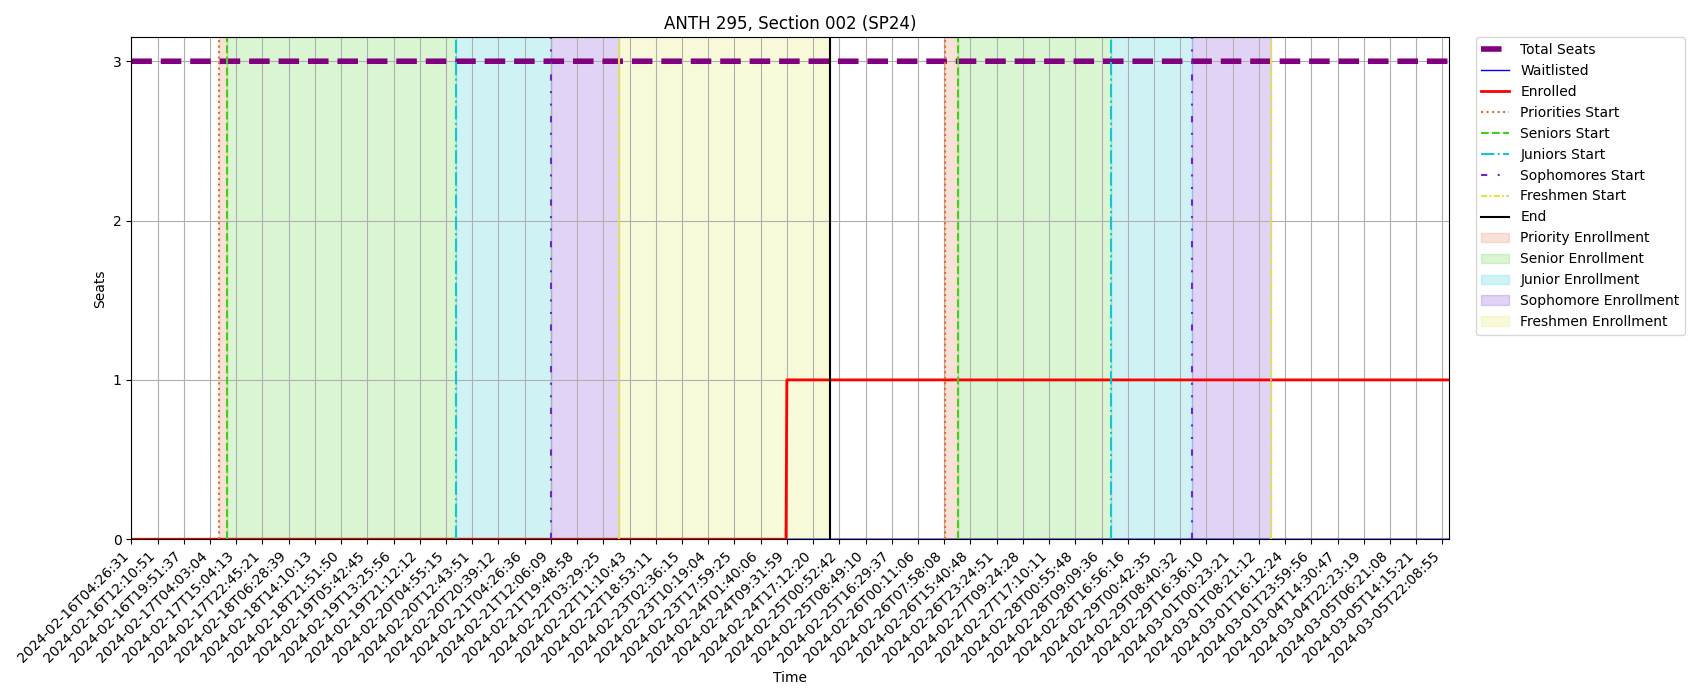 ANTH 295, Section 002 (SP24)
3
2
1
0
Seats
2024-02-16T04:26:31
2024-02-16T12:10:51
2024-02-16T19:51:37
2024-02-17T04:03:04
2024-02-17T15:04:13
2024-02-17T22:45:21
2024-02-18T06:28:39
2024-02-18T14:10:13
2024-02-18T21:51:50
2024-02-19T05:42:45
2024-02-19T13:25:56
2024-02-19T21:12:12
2024-02-20T04:55:15
2024-02-20T12:43:51
2024-02-20T20:39:12
2024-02-21T04:26:36
2024-02-21T12:06:09
2024-02-21T19:48:58
2024-02-22T03:29:25
2024-02-22T11:10:43
2024-02-22T18:53:11
2024-02-23T02:36:15
2024-02-23T10:19:04
2024-02-23T17:59:25
2024-02-24T01:40:06
2024-02-24T09:31:59
2024-02-24T17:12:20
2024-02-25T00:52:42
2024-02-25T08:49:10
2024-02-25T16:29:37
2024-02-26T00:11:06
2024-02-26T07:58:08
2024-02-26T15:40:48
2024-02-26T23:24:51
2024-02-27T09:24:28
2024-02-27T17:10:11
2024-02-28T00:55:48
2024-02-28T09:09:36
2024-02-28T16:56:16
2024-02-29T00:42:35
2024-02-29T08:40:32
2024-02-29T16:36:10
2024-03-01T00:23:21
2024-03-01T08:21:12
2024-03-01T16:12:24
2024-03-01T23:59:56
2024-03-04T14:30:47
2024-03-04T22:23:19
2024-03-05T06:21:08
2024-03-05T14:15:21
2024-03-05T22:08:55
Time
Total Seats
Waitlisted
Enrolled
Priorities Start
Seniors Start
Juniors Start
Sophomores Start
Freshmen Start
End
Priority Enrollment
Senior Enrollment
Junior Enrollment
Sophomore Enrollment
Freshmen Enrollment